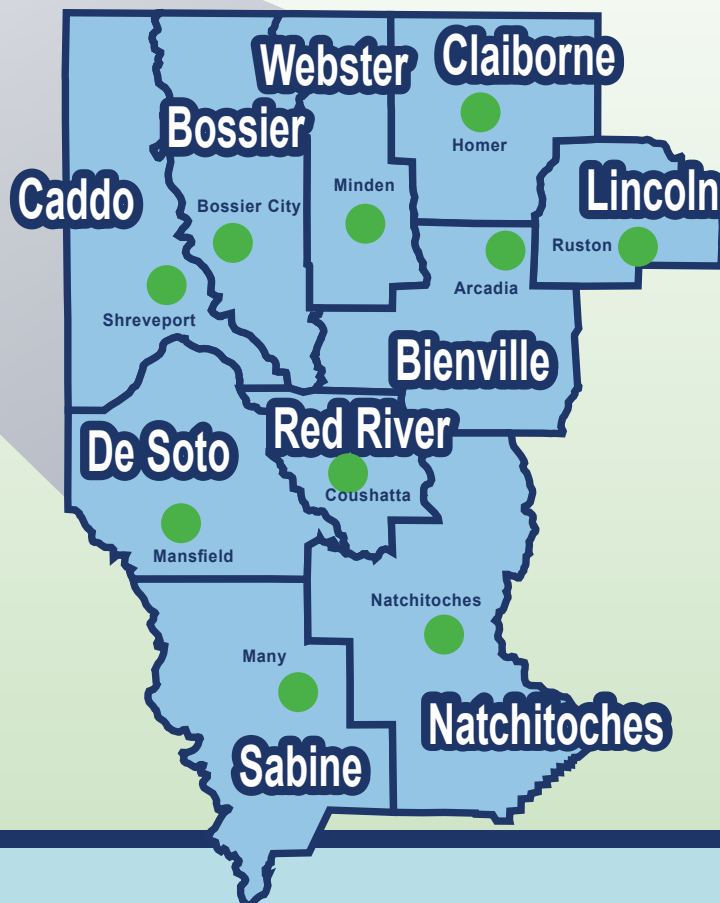 Webster
Claiborne
Bossier
Homer
Caddo
Minden
Lincoln
Bossier City
Ruston
Arcadia
Shreveport
Bienville
Red River
De Soto
Coushatta
Mansfield
Natchitoches
Many
Natchitoches
Sabine